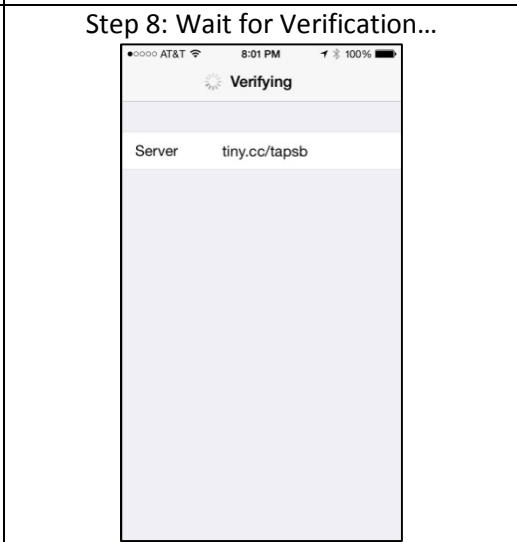 Step 8: Wait for Verification…
AT&T 8:01 PM 100%
Verifying
Server tiny.cc/tapsb